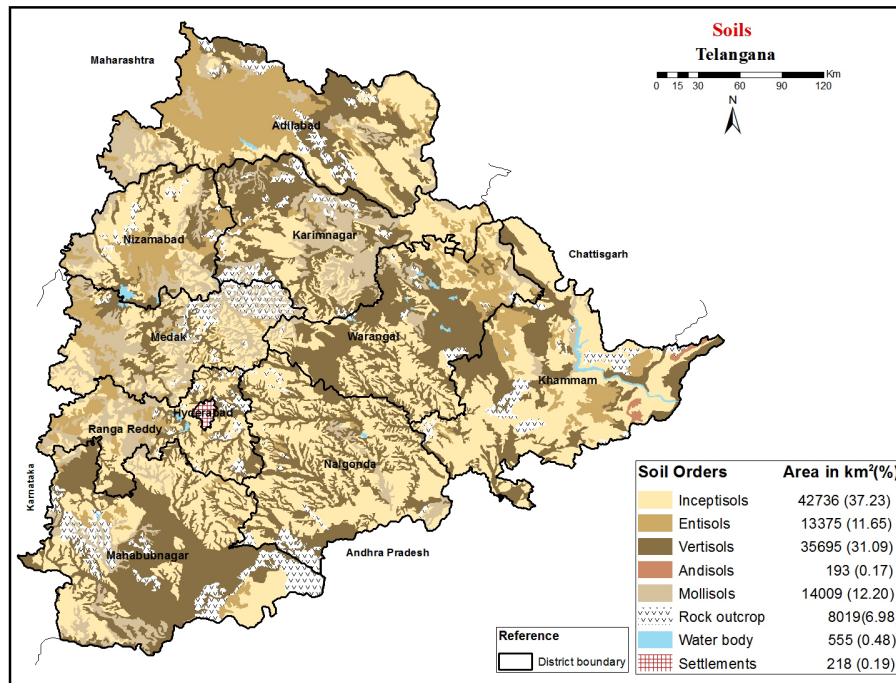 Soils
Telangana
Km
0 15 30 60 90 120
N
Maharashtra
Adilabad
Nizamabad
Karimnagar
Chattisgarh
Medak
Warangal
Khammam
Hyderabad
Ranga Reddy
Nalgonda
Karnataka
Mahabubnagar
Andhra Pradesh
Reference
District boundary
Soil Orders Area in km²(%)
Inceptisols 42736 (37.23)
Entisols 13375 (11.65)
Vertisols 35695 (31.09)
Andisols 193 (0.17)
Mollisols 14009 (12.20)
Rock outcrop 8019(6.98
Water body 555 (0.48)
Settlements 218 (0.19)